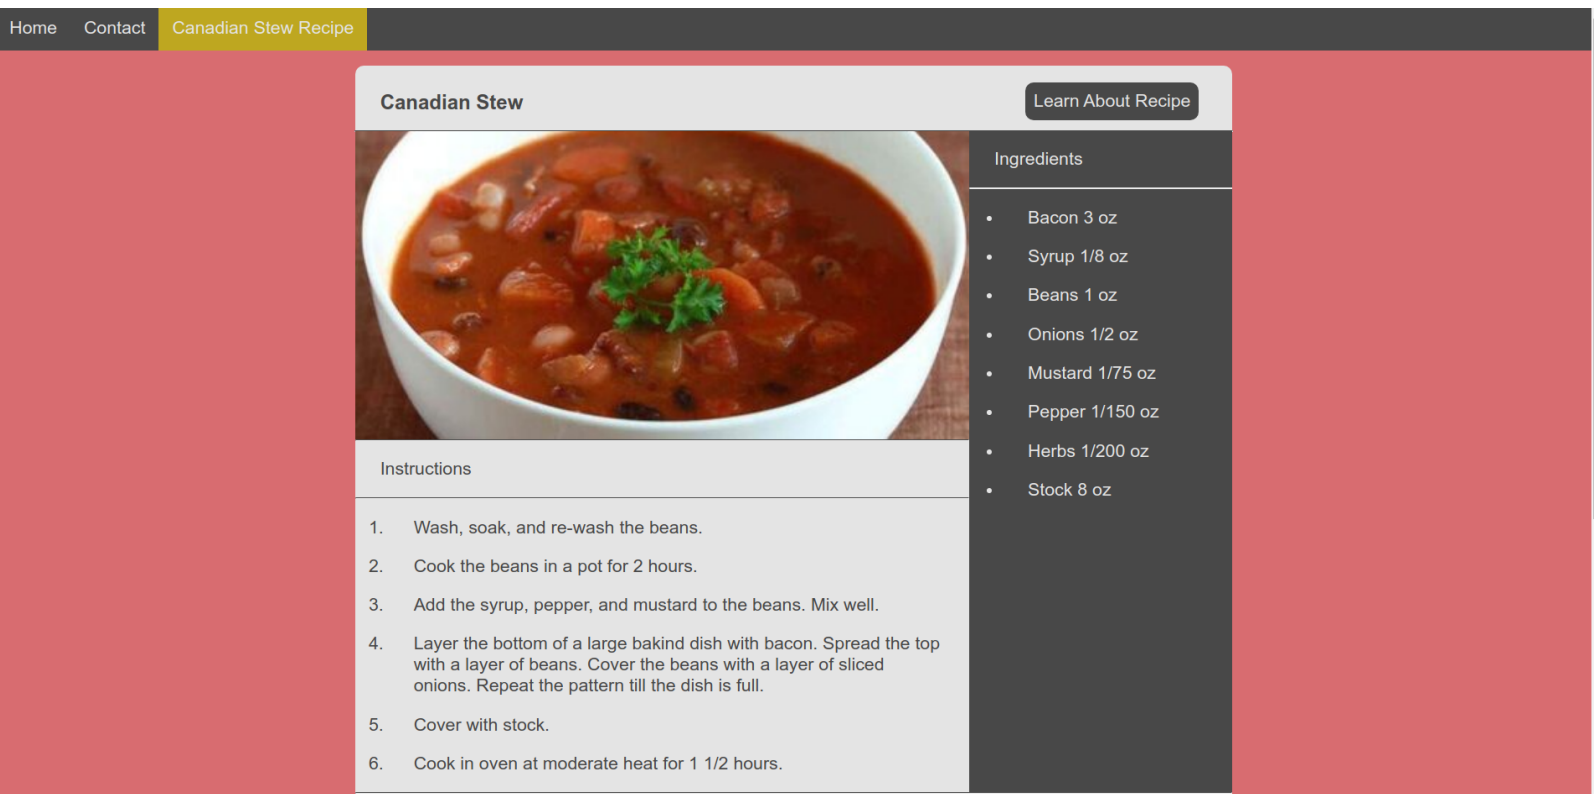 Home Contact Canadian Stew Recipe
Canadian Stew
Learn About Recipe
Ingredients
• Bacon 3 oz
• Syrup 1/8 oz
• Beans 1 oz
• Onions 1/2 oz
• Mustard 1/75 oz
• Pepper 1/150 oz
• Herbs 1/200 oz
• Stock 8 oz
Instructions
1. Wash, soak, and re-wash the beans.
2. Cook the beans in a pot for 2 hours.
3. Add the syrup, pepper, and mustard to the beans. Mix well.
4. Layer the bottom of a large bakind dish with bacon. Spread the top
with a layer of beans. Cover the beans with a layer of sliced
onions. Repeat the pattern till the dish is full.
5. Cover with stock.
6. Cook in oven at moderate heat for 1 1/2 hours.